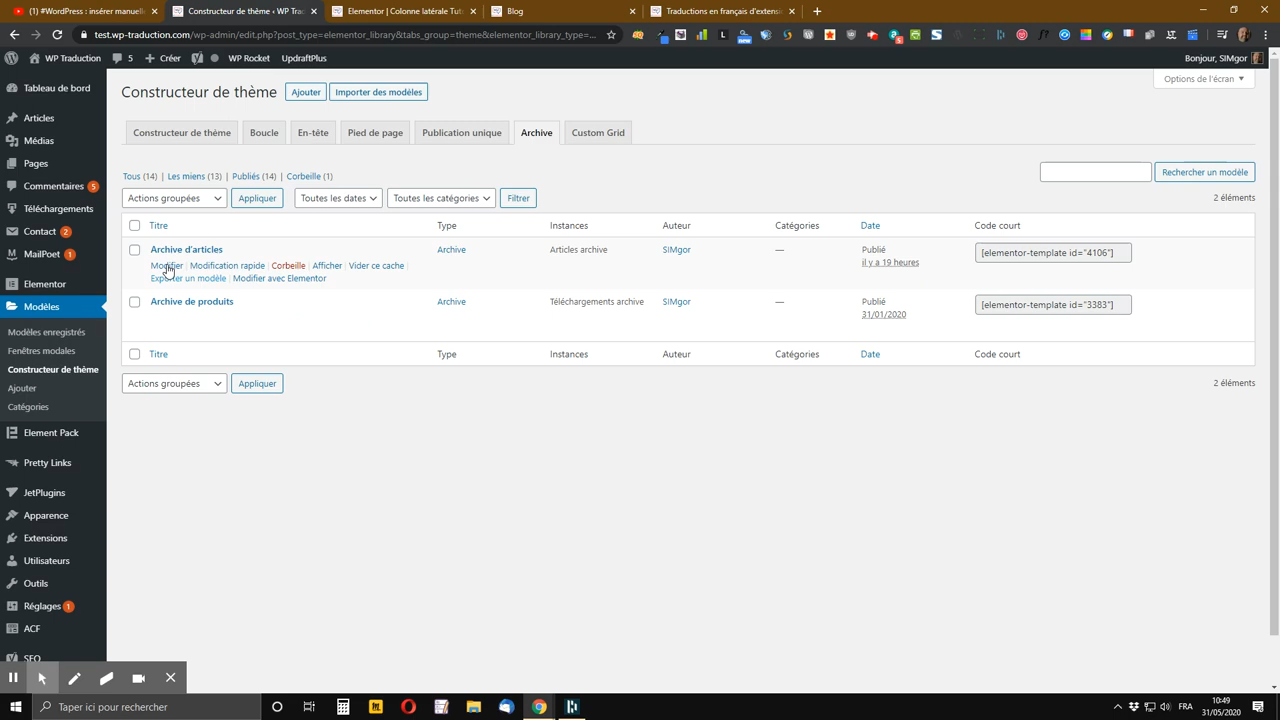 #WordPress : insérer manuelle
Constructeur de thème ‹ WP Traduc
Elementor | Colonne latérale Tuto
Blog
Traductions en français d'extensi
test.wp-traduction.com/wp-admin/edit.php?post_type=elementor_library&tabs_group=theme&elementor_library_type=...
WP Traduction
5
Créer
WP Rocket
UpdraftPlus
Bonjour, SIMgor
Tableau de bord
Articles
Médias
Pages
Commentaires 5
Téléchargements
Contact 2
MailPoet 1
Elementor
Modèles
Modèles enregistrés
Fenêtres modales
Constructeur de thème
Ajouter
Catégories
Element Pack
Pretty Links
JetPlugins
Apparence
Extensions
Utilisateurs
Outils
Réglages 1
ACF
SEO
Options de l'écran
Constructeur de thème
Ajouter
Importer des modèles
Constructeur de thème
Boucle
En-tête
Pied de page
Publication unique
Archive
Custom Grid
Tous (14) | Les miens (13) | Publiés (14) | Corbeille (1)
Rechercher un modèle
Actions groupées
Appliquer
Toutes les dates
Toutes les catégories
Filtrer
2 éléments
Titre Type Instances Auteur Catégories Date Code court
Archive d'articles Archive Articles archive SIMgor — Publié [elementor-template id="4106"]
il y a 19 heures
Modifier | Modification rapide | Corbeille | Afficher | Vider ce cache |
Exporter un modèle | Modifier avec Elementor
Archive de produits Archive Téléchargements archive SIMgor — Publié [elementor-template id="3383"]
31/01/2020
Titre Type Instances Auteur Catégories Date Code court
Actions groupées
Appliquer
2 éléments
Taper ici pour rechercher
FRA
10:49
31/05/2020